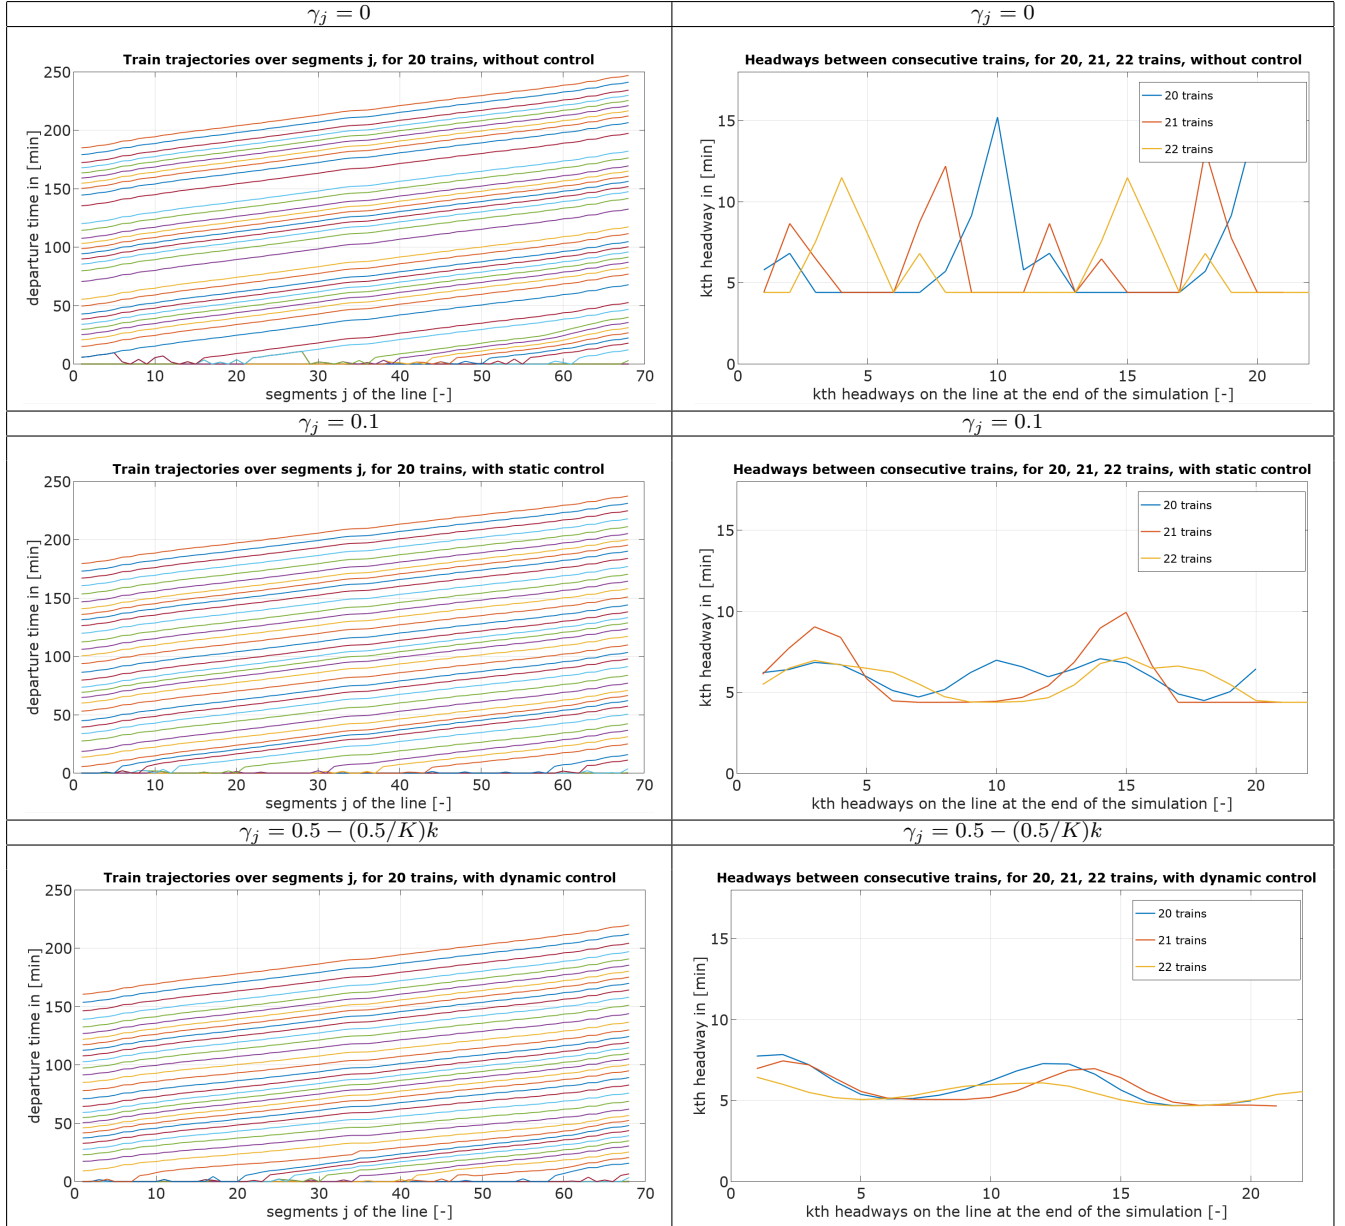 γj = 0
γj = 0
Train trajectories over segments j, for 20 trains, without control
250
200
150
100
50
0
departure time in [min]
0 10 20 30 40 50 60 70
segments j of the line [-]
Headways between consecutive trains, for 20, 21, 22 trains, without control
20 trains
21 trains
22 trains
15
10
5
0
kth headway in [min]
0 5 10 15 20
kth headways on the line at the end of the simulation [-]
γj = 0.1
γj = 0.1
Train trajectories over segments j, for 20 trains, with static control
250
200
150
100
50
0
departure time in [min]
0 10 20 30 40 50 60 70
segments j of the line [-]
Headways between consecutive trains, for 20, 21, 22 trains, with static control
20 trains
21 trains
22 trains
15
10
5
0
kth headway in [min]
0 5 10 15 20
kth headways on the line at the end of the simulation [-]
γj = 0.5 − (0.5/K)k
γj = 0.5 − (0.5/K)k
Train trajectories over segments j, for 20 trains, with dynamic control
250
200
150
100
50
0
departure time in [min]
0 10 20 30 40 50 60 70
segments j of the line [-]
Headways between consecutive trains, for 20, 21, 22 trains, with dynamic control
20 trains
21 trains
22 trains
15
10
5
0
kth headway in [min]
0 5 10 15 20
kth headways on the line at the end of the simulation [-]